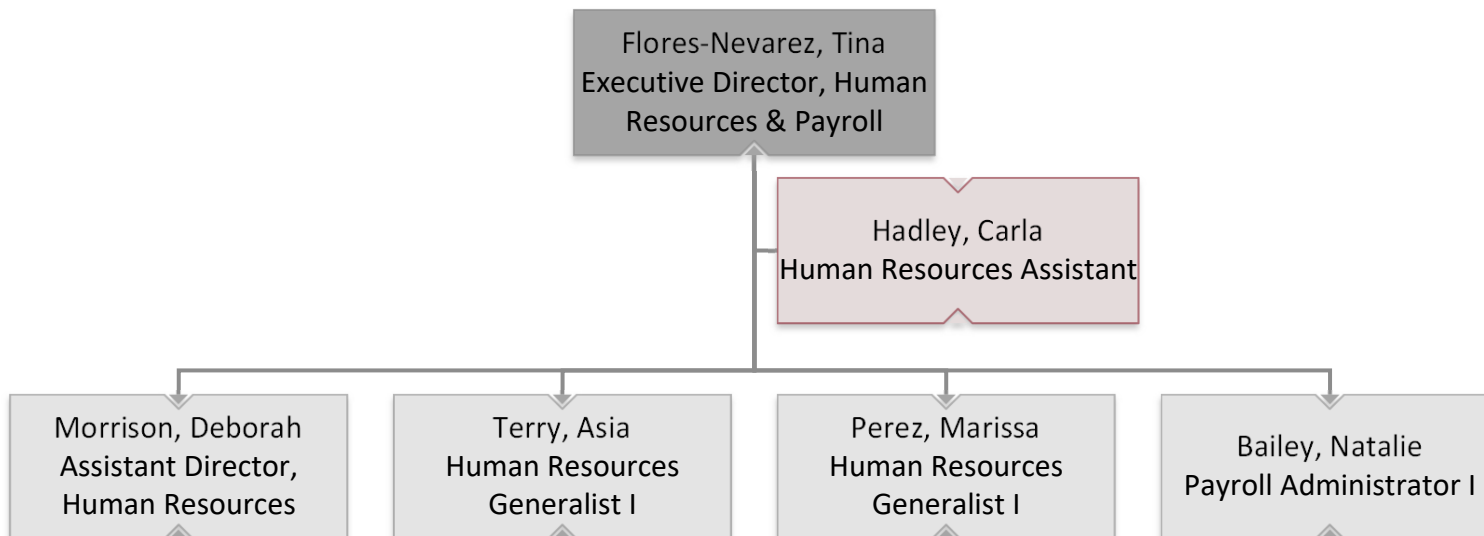 Flores-Nevarez, Tina
Executive Director, Human
Resources & Payroll
Hadley, Carla
Human Resources Assistant
Morrison, Deborah
Assistant Director,
Human Resources
Terry, Asia
Human Resources
Generalist I
Perez, Marissa
Human Resources
Generalist I
Bailey, Natalie
Payroll Administrator I